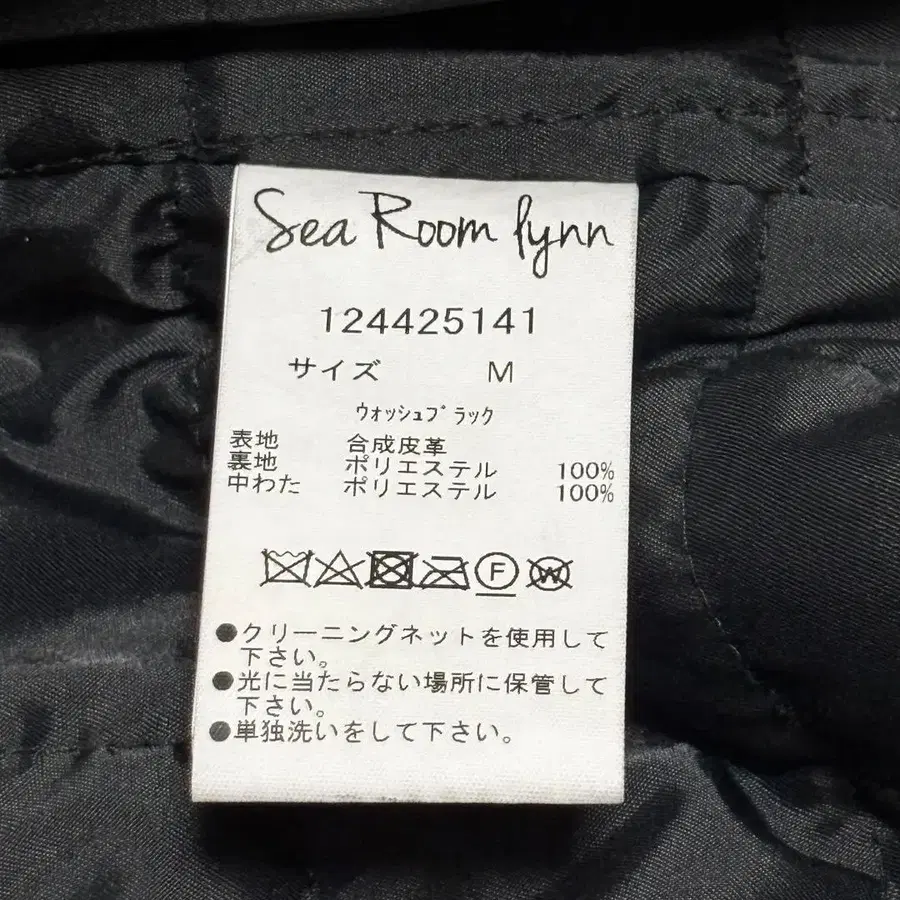 Sea Room lynn
124425141
サイズ M
ｳｫｯｼｭﾌﾞﾗｯｸ
表地 合成皮革
裏地 ポリエステル 100%
中わた ポリエステル 100%
F W
●クリーニングネットを使用して
下さい。
●光に当たらない場所に保管して
下さい。
●単独洗いをして下さい。